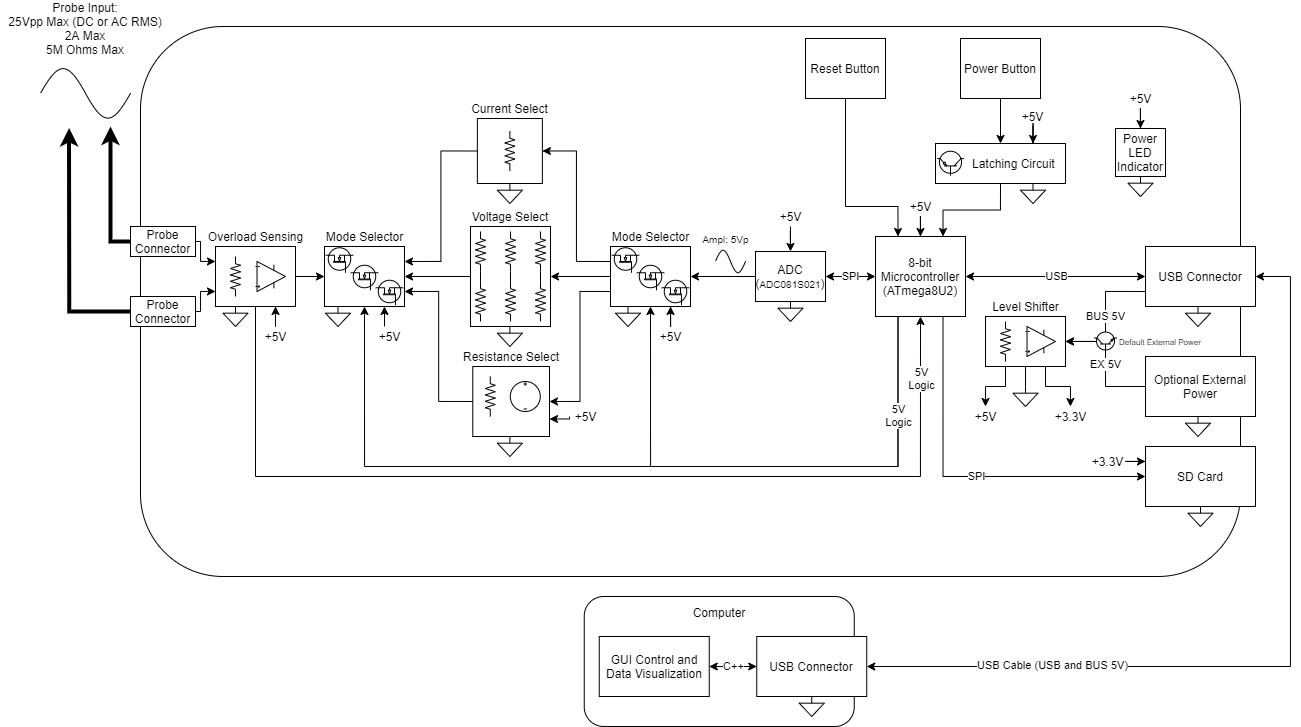 Probe Input:
25Vpp Max (DC or AC RMS)
2A Max
5M Ohms Max
Reset Button
Power Button
+5V
Power
LED
Indicator
+5V
Latching Circuit
Current Select
Voltage Select
Probe
Connector
Overload Sensing
Mode Selector
Mode Selector
Ampl: 5Vp
+5V
ADC
(ADC081S021)
SPI
+5V
8-bit
Microcontroller
(ATmega8U2)
USB
USB Connector
Probe
Connector
+5V
+5V
+5V
Level Shifter
BUS 5V
Default External Power
EX 5V
Resistance Select
+5V
5V
Logic
5V
Logic
+5V
+3.3V
Optional External
Power
+3.3V
SPI
SD Card
Computer
GUI Control and
Data Visualization
C++
USB Connector
USB Cable (USB and BUS 5V)